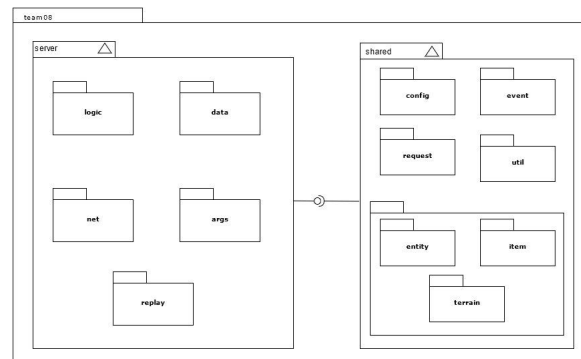 team08
server
shared
logic
data
config
event
request
util
net
args
entity
item
replay
terrain